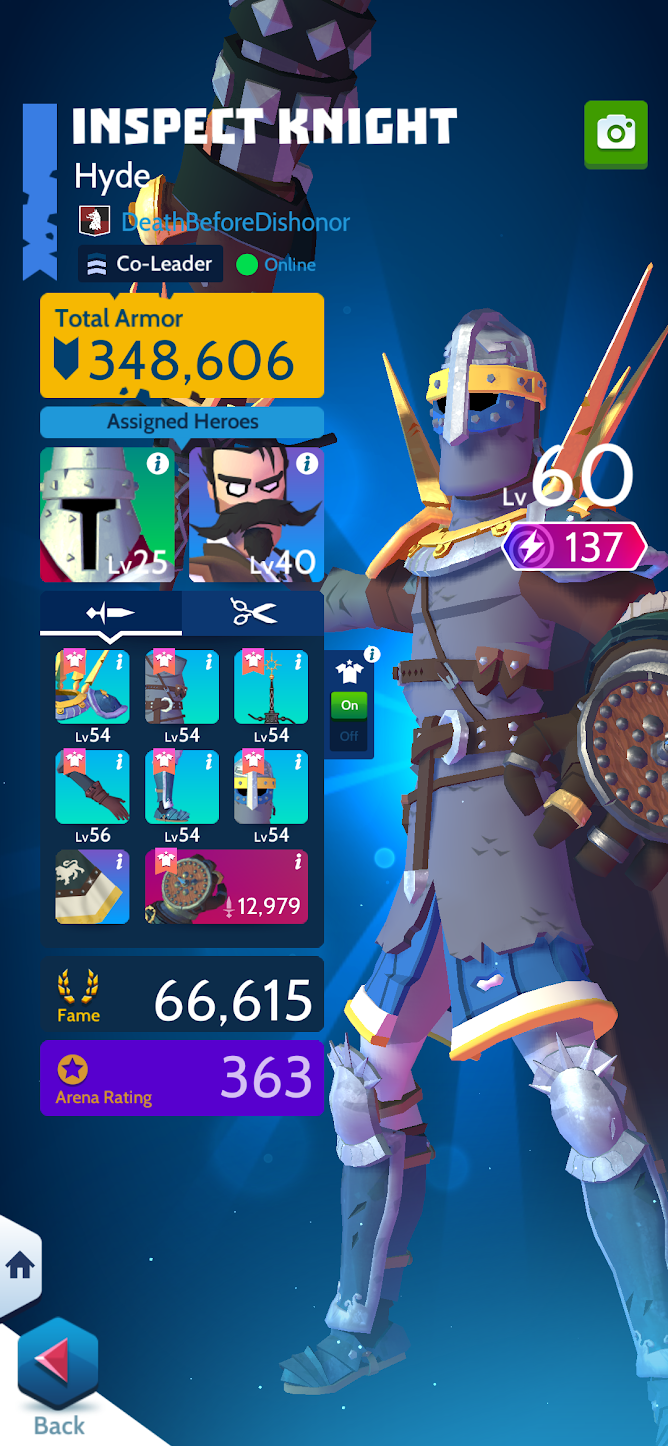 INSPECT KNIGHT
Hyde
DeathBeforeDishonor
Co-Leader
Online
Total Armor
348,606
Assigned Heroes
i
i
Lv25
Lv40
Lv 60
137
i
i
i
i
Lv54
Lv54
Lv54
On
Off
i
i
i
Lv56
Lv54
Lv54
i
i
12,979
Fame
66,615
Arena Rating
363
Back